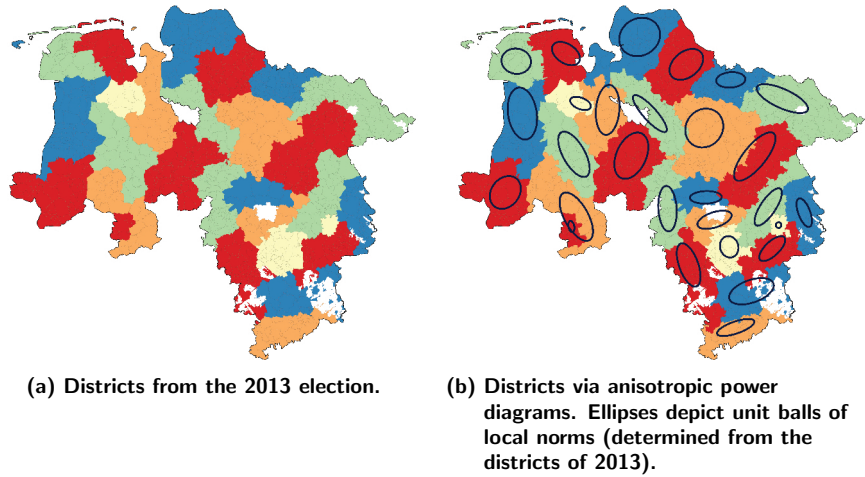 (a) Districts from the 2013 election.
(b) Districts via anisotropic power
diagrams. Ellipses depict unit balls of
local norms (determined from the
districts of 2013).